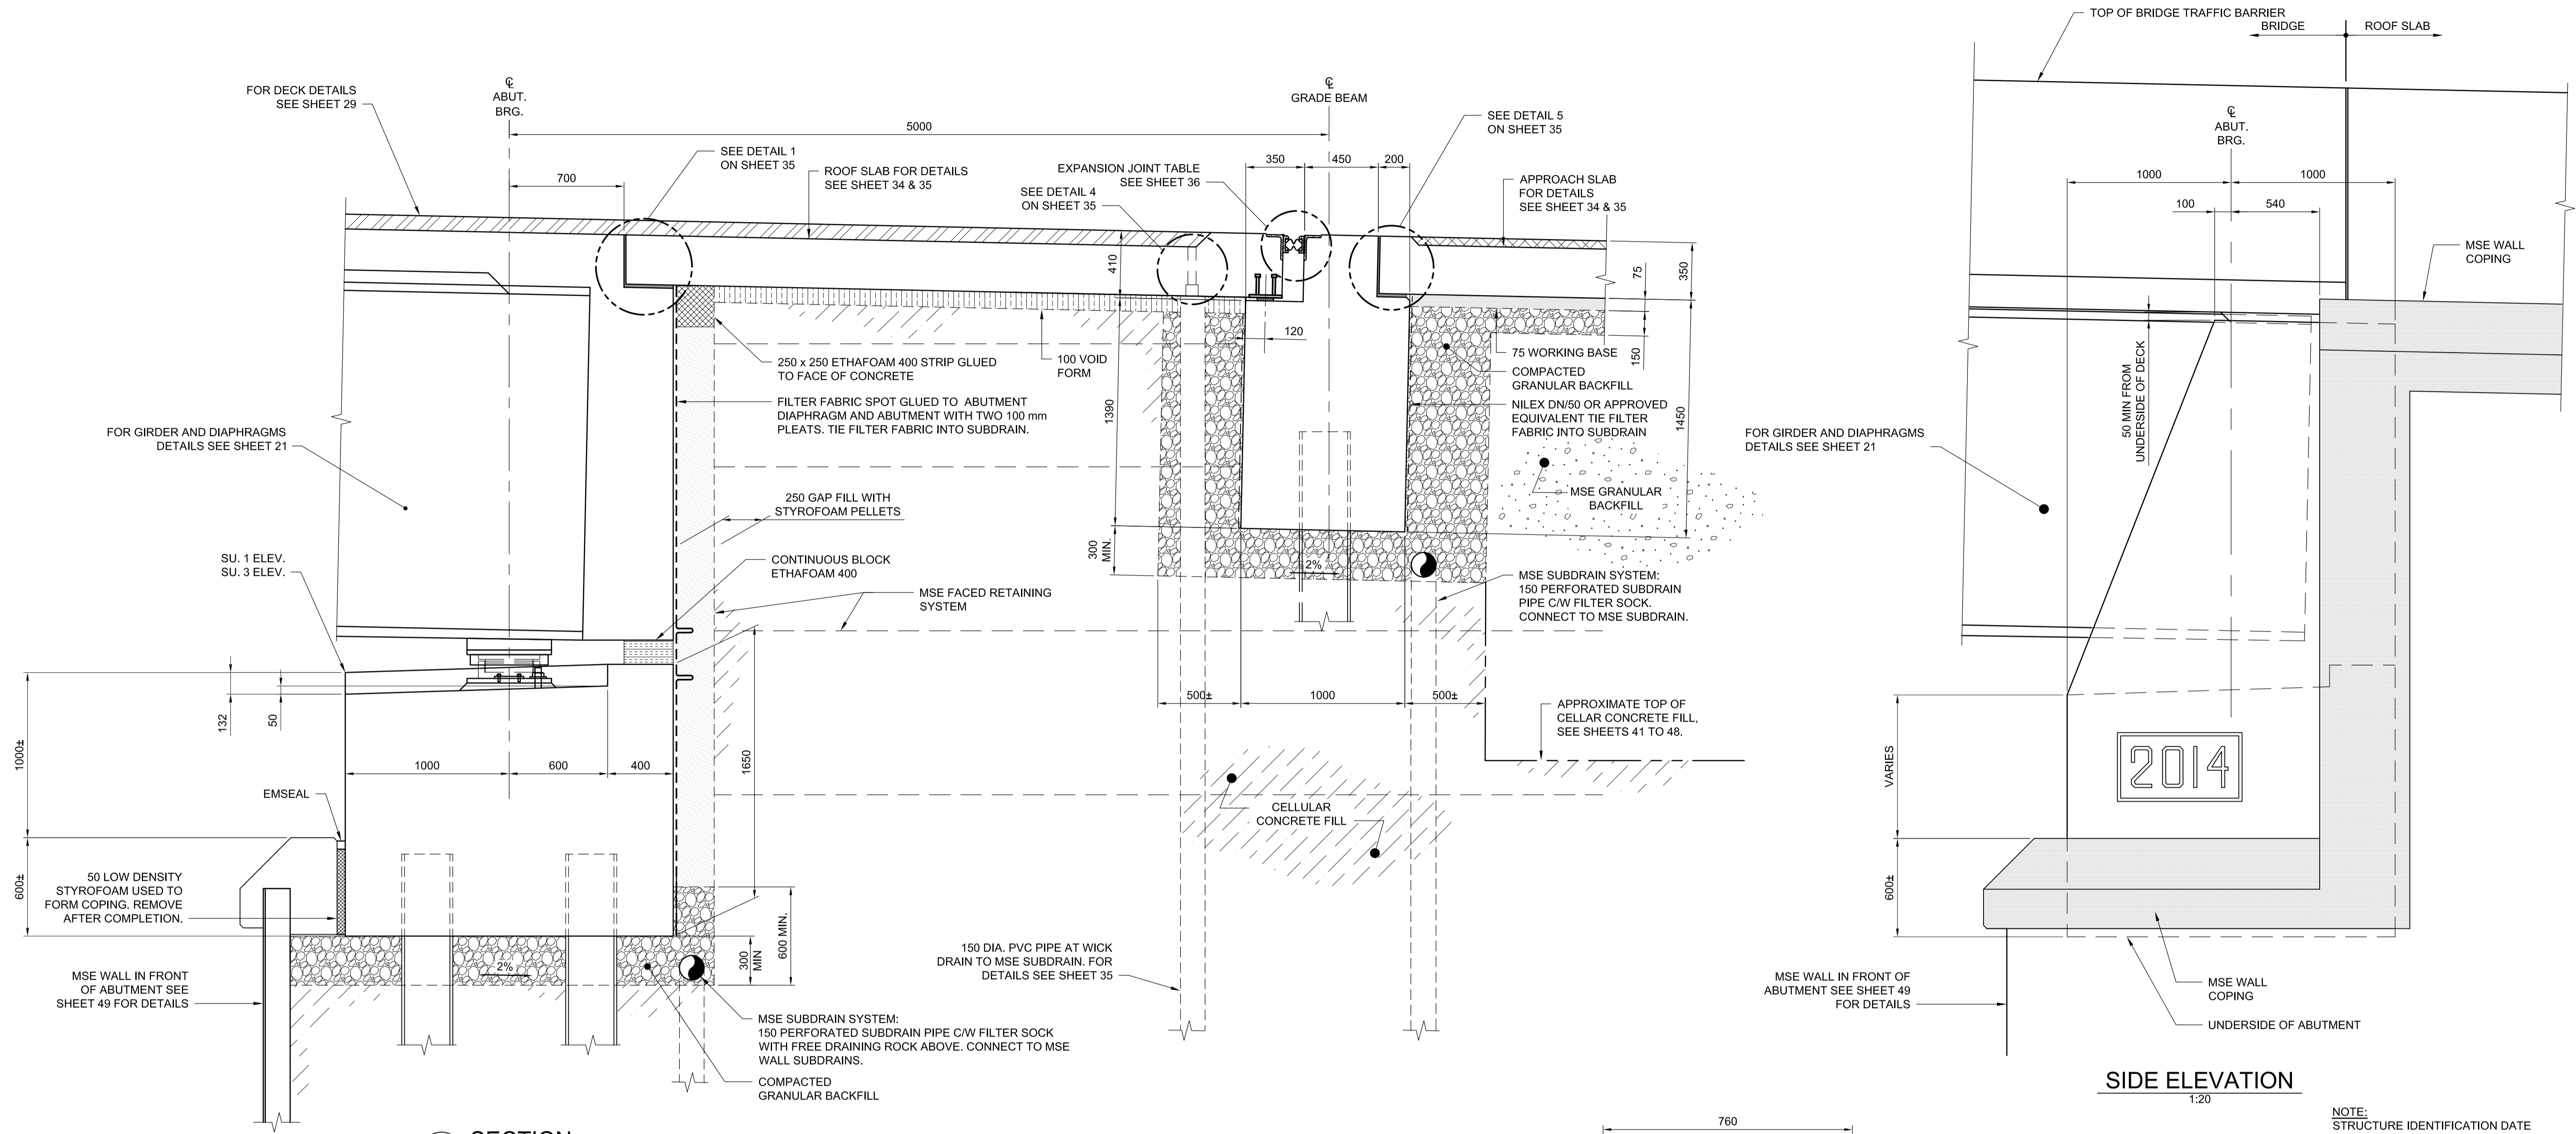 FOR DECK DETAILS
SEE SHEET 29
℄
ABUT.
BRG.
5000
℄
GRADE BEAM
SEE DETAIL 5
ON SHEET 35
SEE DETAIL 1
ON SHEET 35
700
ROOF SLAB FOR DETAILS
SEE SHEET 34 & 35
EXPANSION JOINT TABLE
SEE SHEET 36
SEE DETAIL 4
ON SHEET 35
350
450
200
APPROACH SLAB
FOR DETAILS
SEE SHEET 34 & 35
410
75
350
120
150
1390
1450
250 x 250 ETHAFOAM 400 STRIP GLUED
TO FACE OF CONCRETE
100 VOID
FORM
75 WORKING BASE
COMPACTED
GRANULAR BACKFILL
FILTER FABRIC SPOT GLUED TO ABUTMENT
DIAPHRAGM AND ABUTMENT WITH TWO 100 mm
PLEATS. TIE FILTER FABRIC INTO SUBDRAIN.
NILEX DN/50 OR APPROVED
EQUIVALENT TIE FILTER
FABRIC INTO SUBDRAIN
FOR GIRDER AND DIAPHRAGMS
DETAILS SEE SHEET 21
250 GAP FILL WITH
STYROFOAM PELLETS
MSE GRANULAR
BACKFILL
SU. 1 ELEV.
SU. 3 ELEV.
CONTINUOUS BLOCK
ETHAFOAM 400
300
MIN.
2%
MSE FACED RETAINING
SYSTEM
MSE SUBDRAIN SYSTEM:
150 PERFORATED SUBDRAIN
PIPE C/W FILTER SOCK.
CONNECT TO MSE SUBDRAIN.
132
50
1000±
500±
1000
500±
APPROXIMATE TOP OF
CELLAR CONCRETE FILL,
SEE SHEETS 41 TO 48.
1000
600
400
1650
EMSEAL
CELLULAR
CONCRETE FILL
600±
50 LOW DENSITY
STYROFOAM USED TO
FORM COPING. REMOVE
AFTER COMPLETION.
300
MIN
600 MIN.
2%
150 DIA. PVC PIPE AT WICK
DRAIN TO MSE SUBDRAIN. FOR
DETAILS SEE SHEET 35
MSE WALL IN FRONT
OF ABUTMENT SEE
SHEET 49 FOR DETAILS
MSE SUBDRAIN SYSTEM:
150 PERFORATED SUBDRAIN PIPE C/W FILTER SOCK
WITH FREE DRAINING ROCK ABOVE. CONNECT TO MSE
WALL SUBDRAINS.
COMPACTED
GRANULAR BACKFILL
SECTION
760
TOP OF BRIDGE TRAFFIC BARRIER
BRIDGE
ROOF SLAB
℄
ABUT.
BRG.
1000
1000
100
540
MSE WALL
COPING
50 MIN FROM
UNDERSIDE OF DECK
FOR GIRDER AND DIAPHRAGMS
DETAILS SEE SHEET 21
VARIES
2014
600±
MSE WALL IN FRONT OF
ABUTMENT SEE SHEET 49
FOR DETAILS
MSE WALL
COPING
UNDERSIDE OF ABUTMENT
SIDE ELEVATION
1:20
NOTE:
STRUCTURE IDENTIFICATION DATE